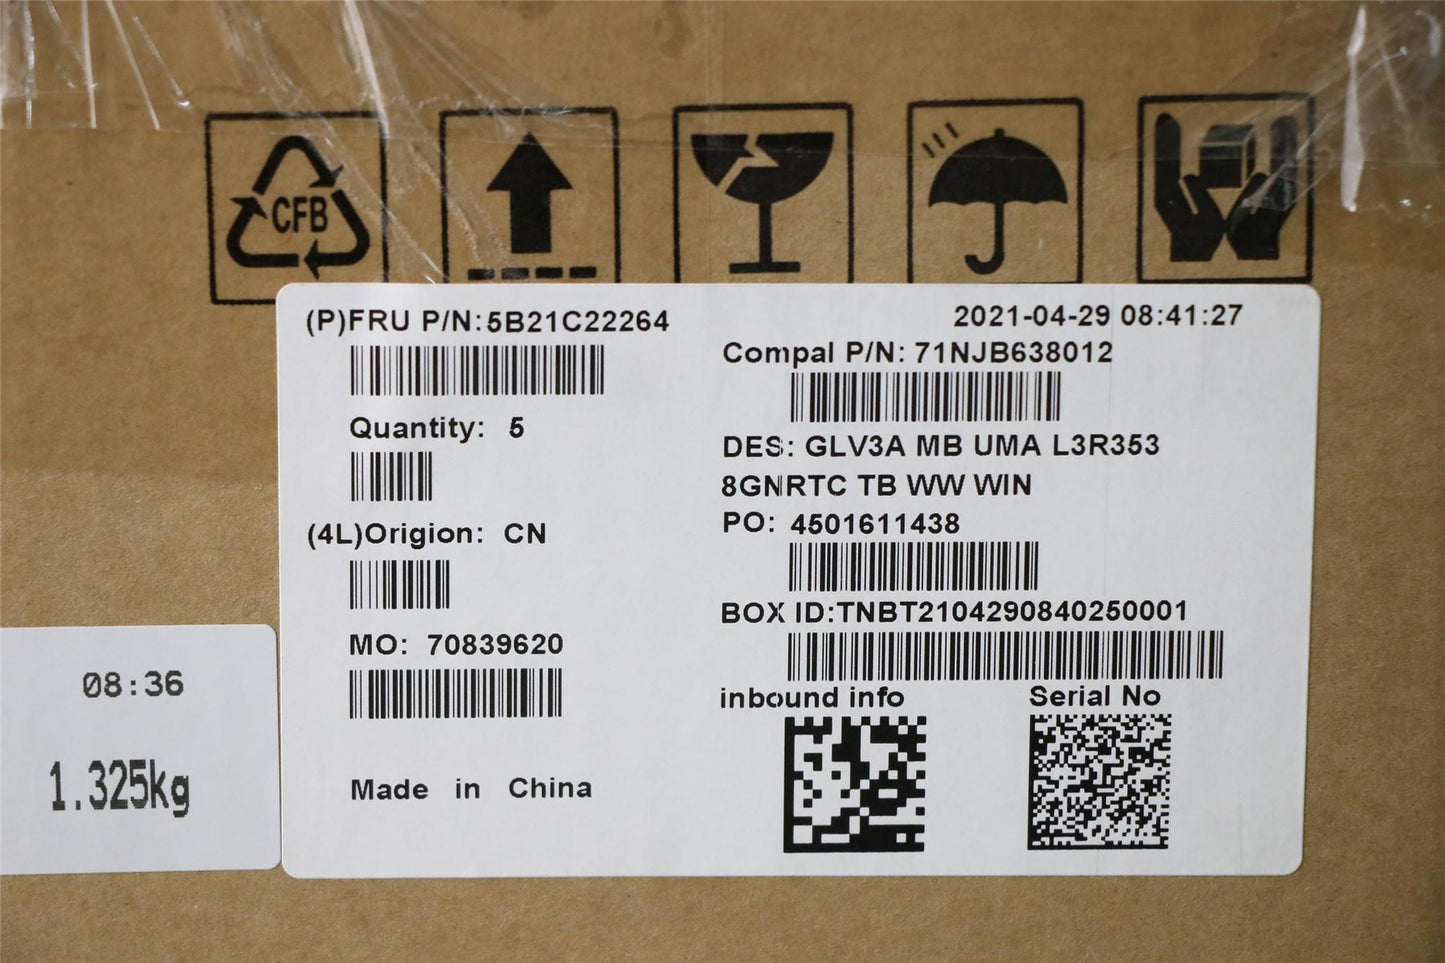 CFB
(P)FRU P/N:5B21C22264
2021-04-29 08:41:27
Compal P/N: 71NJB638012
Quantity: 5
DES: GLV3A MB UMA L3R353
8GNRTC TB WW WIN
(4L)Origion: CN
PO: 4501611438
BOX ID:TNBT2104290840250001
MO: 70839620
inbound info
Serial No
Made in China
08:36
1.325kg